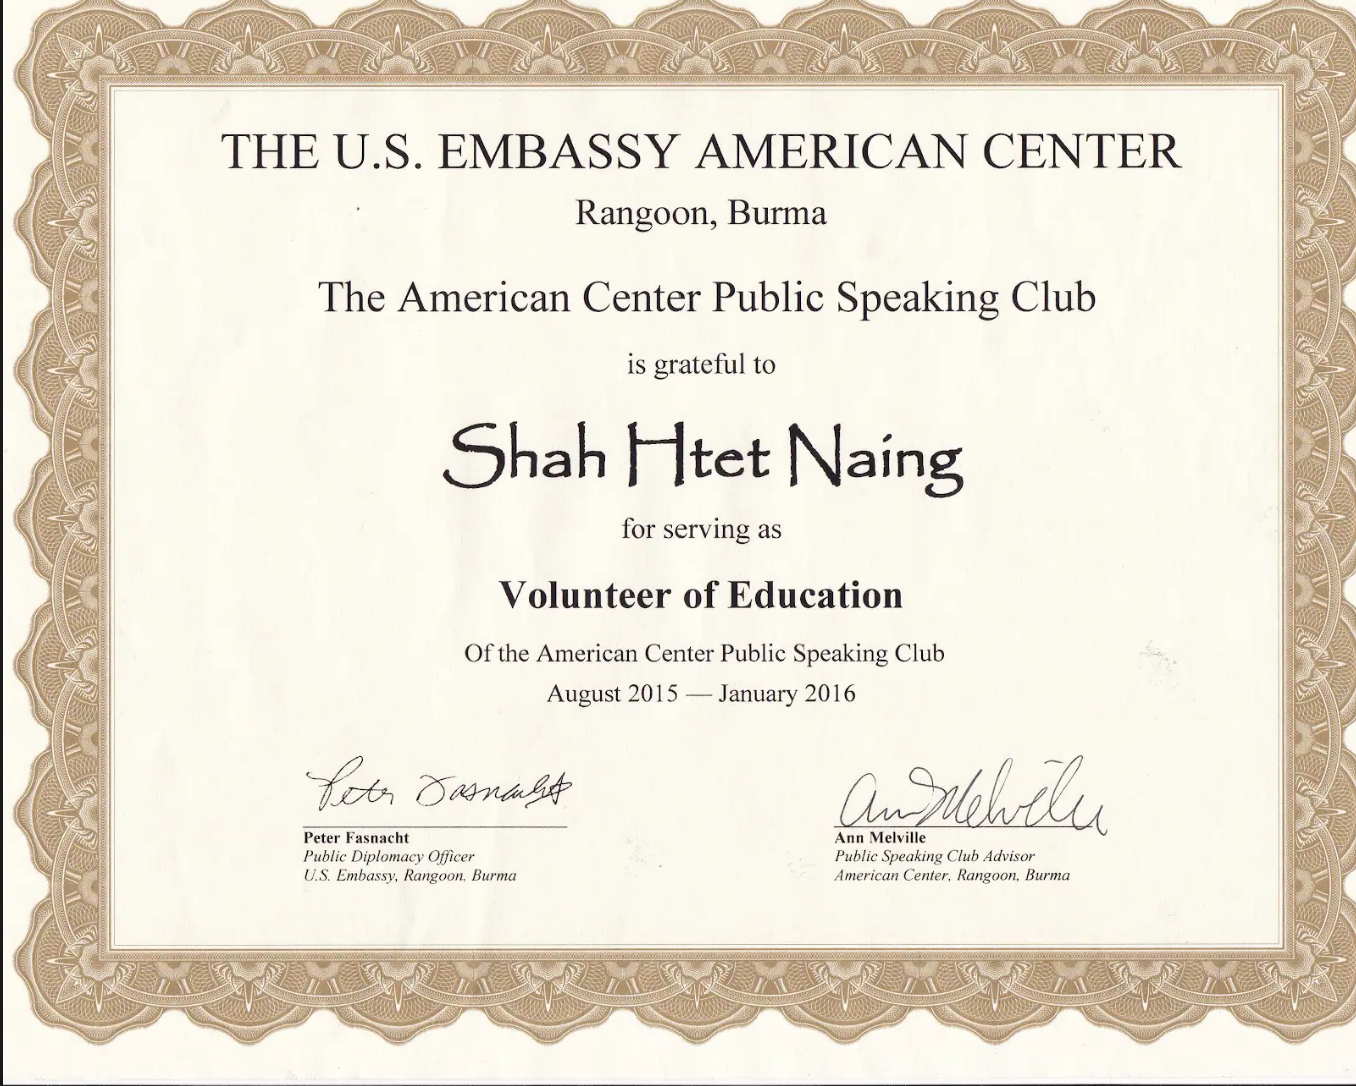 THE U.S. EMBASSY AMERICAN CENTER
Rangoon, Burma
The American Center Public Speaking Club
is grateful to
Shah Htet Naing
for serving as
Volunteer of Education
Of the American Center Public Speaking Club
August 2015 — January 2016
Peter Fasnacht
Peter Fasnacht
Public Diplomacy Officer
U.S. Embassy, Rangoon, Burma
Ann Melville
Ann Melville
Public Speaking Club Advisor
American Center, Rangoon, Burma